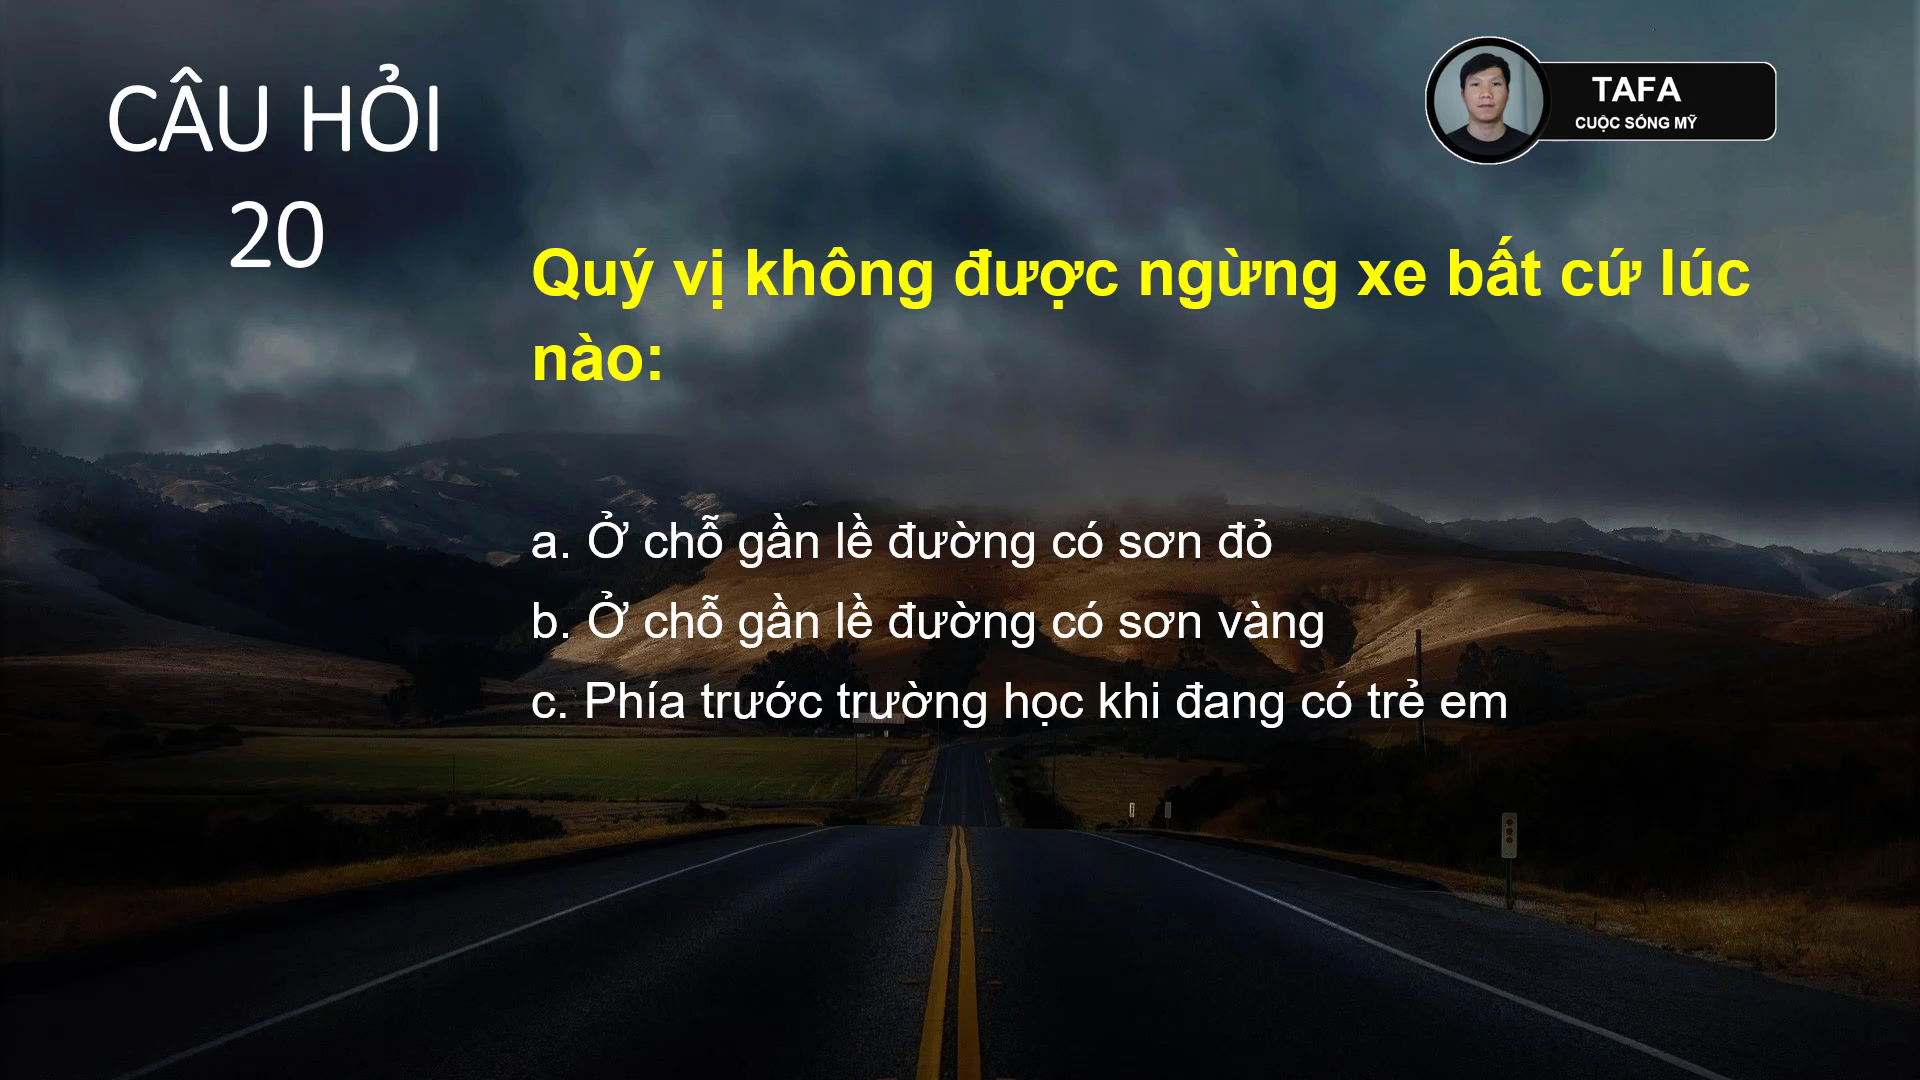 CÂU HỎI
20
TAFA
CUỘC SỐNG MỸ
Quý vị không được ngừng xe bất cứ lúc
nào:
a. Ở chỗ gần lề đường có sơn đỏ
b. Ở chỗ gần lề đường có sơn vàng
c. Phía trước trường học khi đang có trẻ em